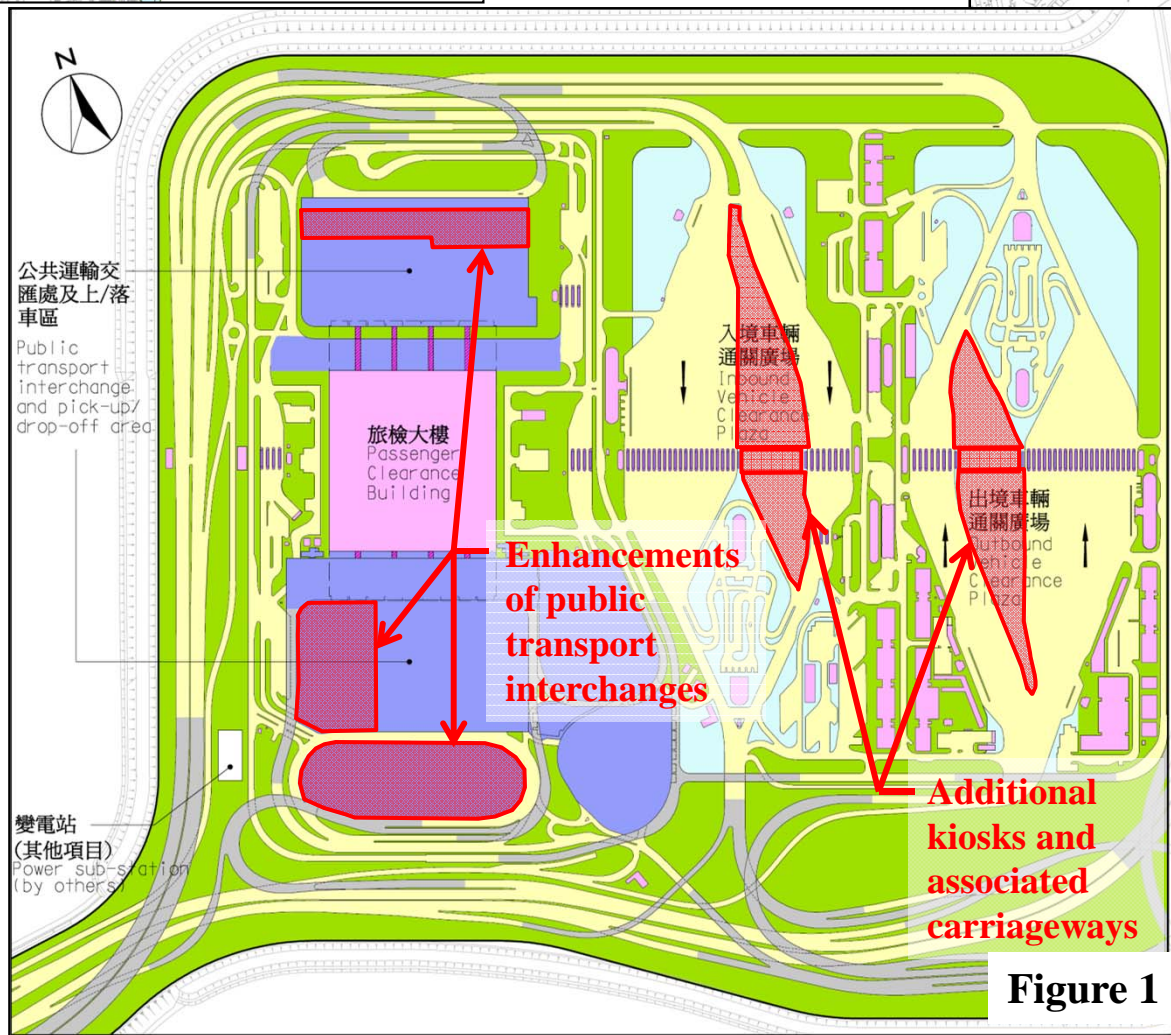 N
公共運輸交
匯處及上/落
車區
Public
transport
interchange
and pick-up/
drop-off area
旅檢大樓
Passenger
Clearance
Building
入境車輛
通關廣場
Inbound
Vehicle
Clearance
Plaza
出境車輛
通關廣場
Outbound
Vehicle
Clearance
Plaza
Enhancements
of public
transport
interchanges
變電站
(其他項目)
Power sub-station
(by others)
Additional
kiosks and
associated
carriageways
Figure 1